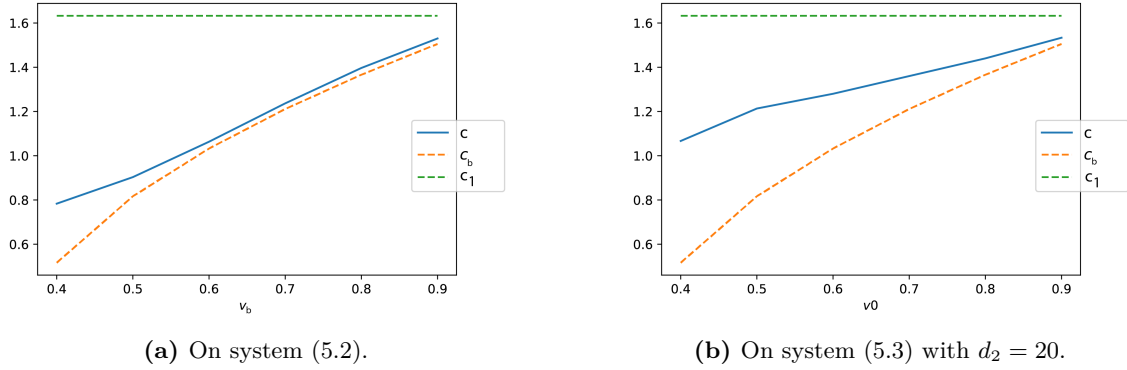 1.6
1.4
1.2
1.0
0.8
0.6
0.4 0.5 0.6 0.7 0.8 0.9
v_b
c
c_b
c_1
(a) On system (5.2).
1.6
1.4
1.2
1.0
0.8
0.6
0.4 0.5 0.6 0.7 0.8 0.9
v0
c
c_b
c_1
(b) On system (5.3) with d_2 = 20.